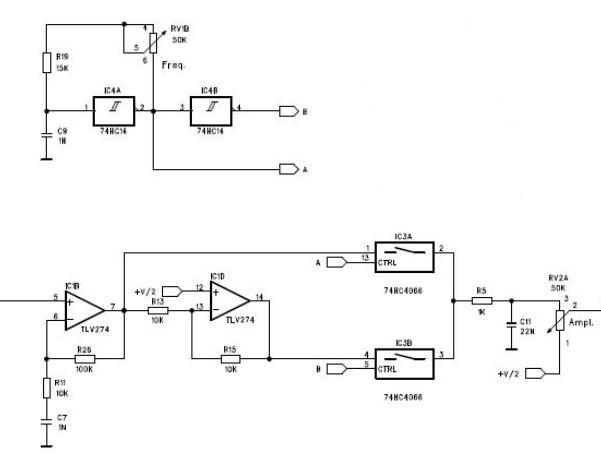 4 RV1B
50K
5
6
Freq.
R19
15K
IC4A
IC4B
1 2 3 4 B
74HC14 74HC14
C9
1N
A
IC3A
1 2
A 13 CTRL
74HC4066
IC1B
IC1D
+V/2 12
5 7 R13 13 14
6 10K
TLV274
TLV274
R5
1K
RV2A
50K
3 2
Ampl.
1
C11
22N
R26
100K
R15
10K
IC3B
4 3
B 5 CTRL
74HC4066
+V/2
R11
10K
C7
1N